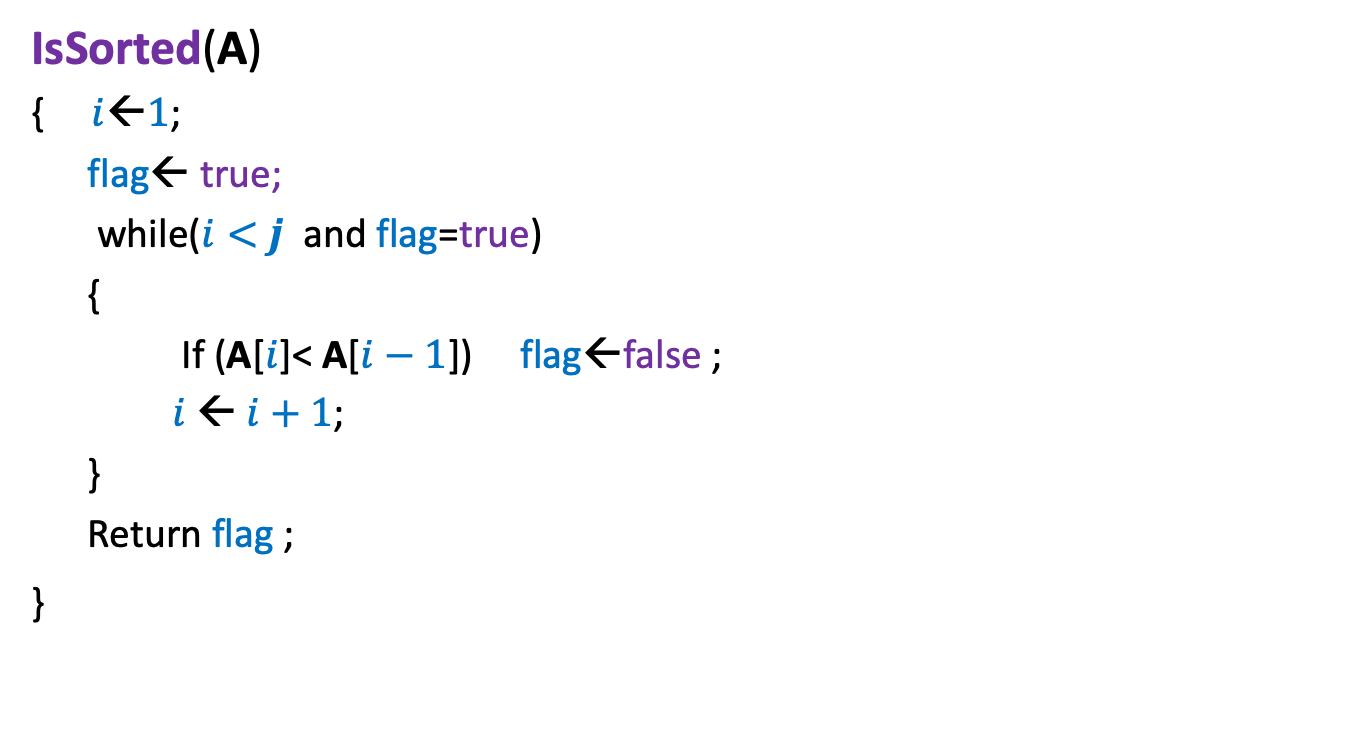 IsSorted(A)
{ i←1;
flag← true;
while(i < j and flag=true)
{
If (A[i]< A[i − 1]) flag←false ;
i ← i + 1;
}
Return flag ;
}